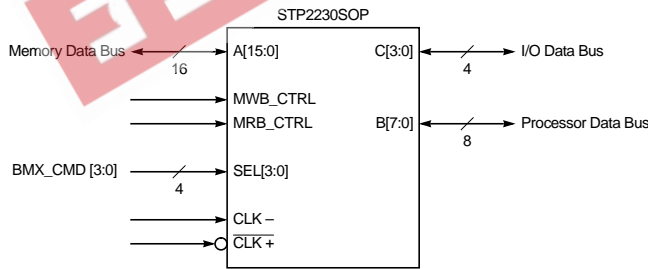 STP2230SOP
Memory Data Bus 16 A[15:0] C[3:0] 4 I/O Data Bus
MWB_CTRL
MRB_CTRL B[7:0] 8 Processor Data Bus
BMX_CMD [3:0] 4 SEL[3:0]
CLK –
CLK +